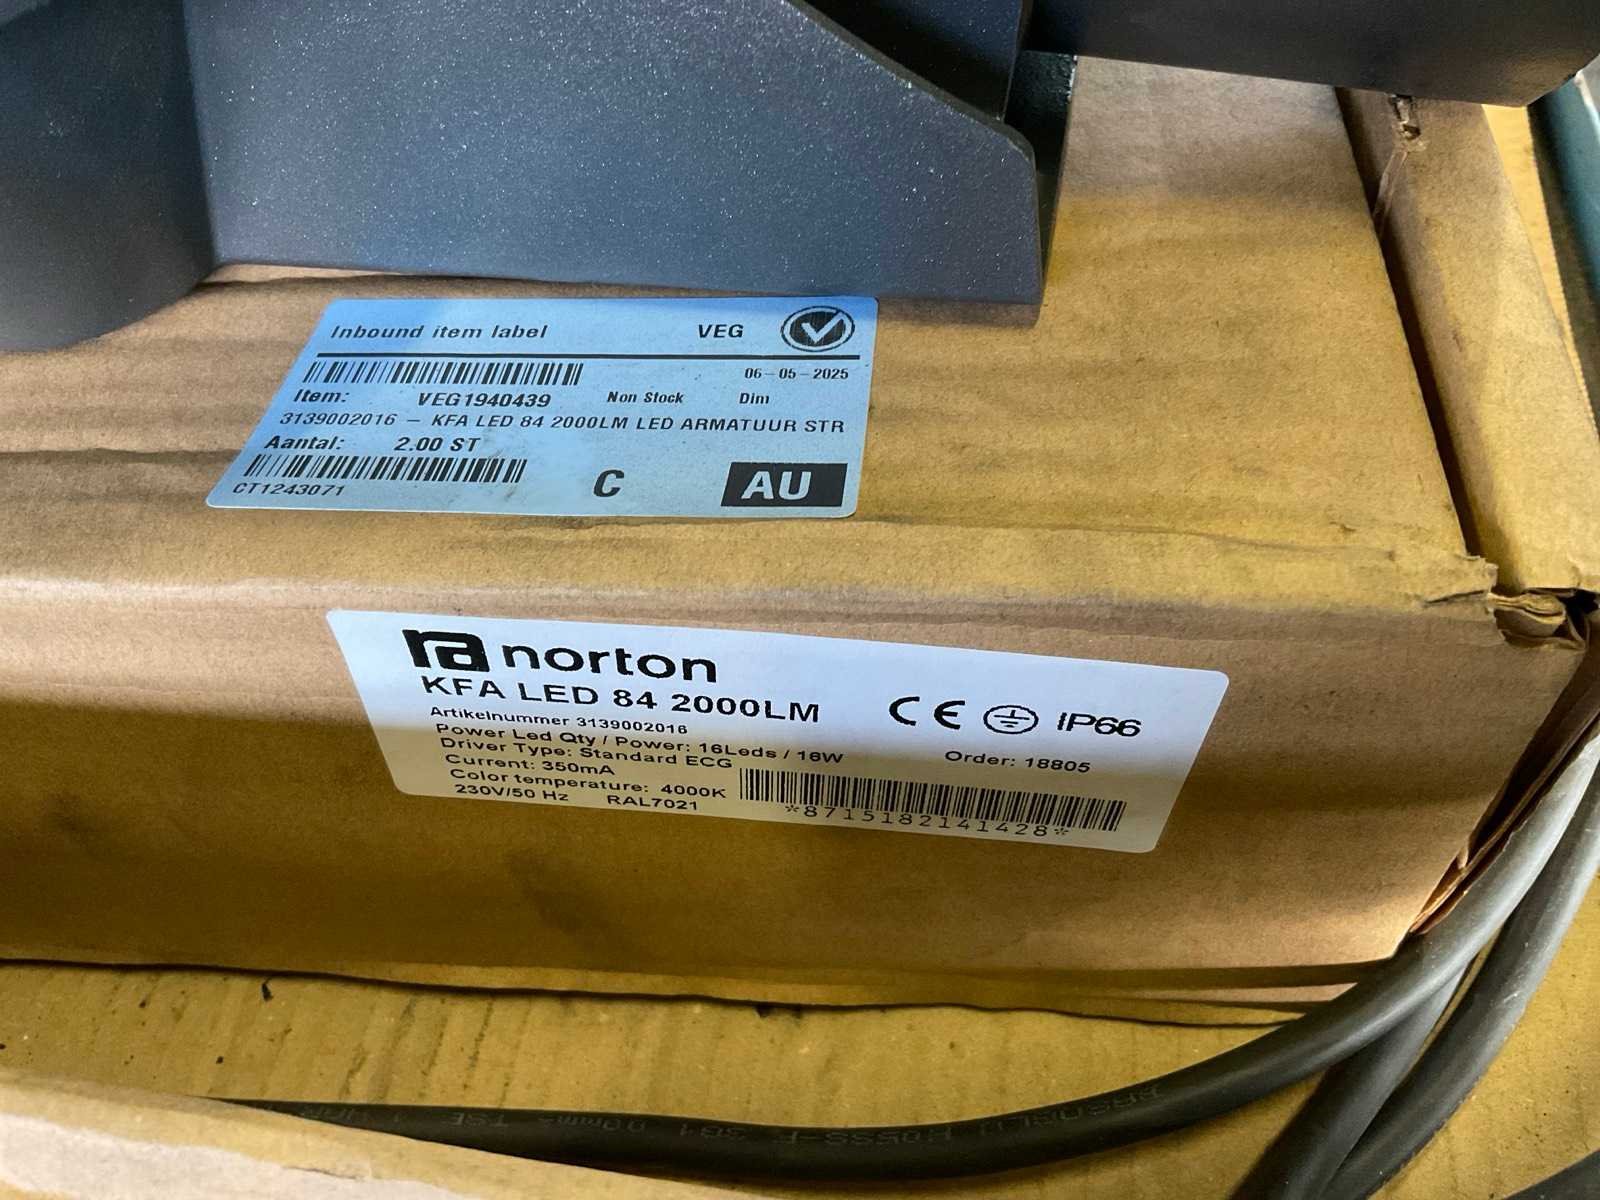 Inbound item label VEG
06-05-2025
Item: VEG1940439 Non Stock Dim
3139002016 - KFA LED 84 2000LM LED ARMATUUR STR
Aantal: 2.00 ST
CT1243071 C AU
norton
KFA LED 84 2000LM
CE IP66
Artikelnummer 3139002016
Power Led Qty / Power: 16Leds / 16W
Order: 18805
Driver Type: Standard ECG
Current: 350mA
Color temperature: 4000K
230V/50 Hz RAL7021
*8715182141428*